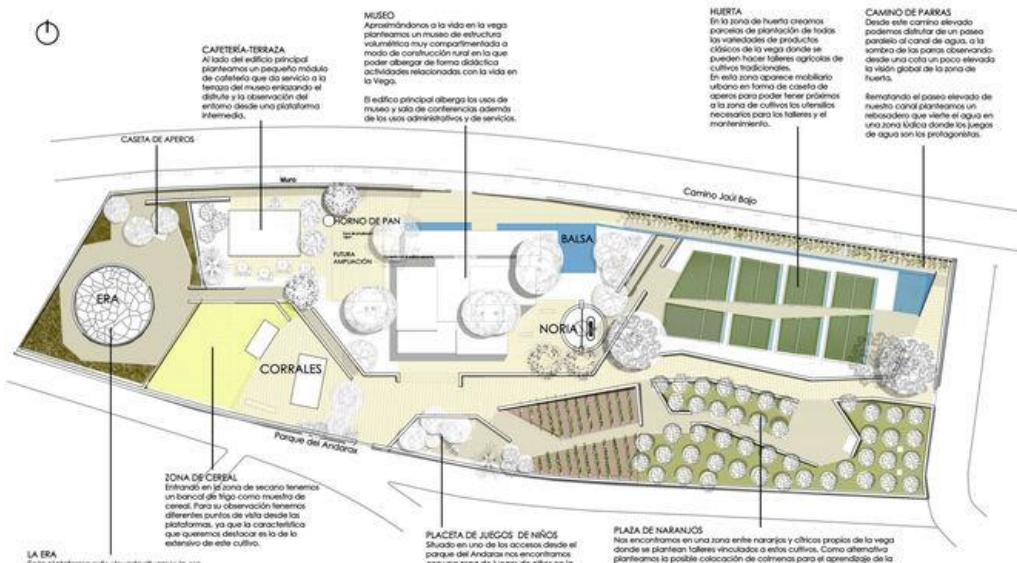 MUSEO
Aproximándonos a la vida en la vega
planteamos un museo de estructura
volumétrica muy compartimentada a
modo de construcción rural en la que
poder albergar de forma didáctica
actividades relacionadas con la vida en
la Vega.
El edifico principal alberga los usos de
museo y sala de conferencias además
de los usos administrativos y de servicios.
HUERTA
En la zona de huerta creamos
parcelas de plantación de todas
las variedades de productos
clásicos de la vega donde se
pueden hacer talleres agrícolas de
cultivos tradicionales.
En esta zona aparece mobiliario
urbano en forma de caseta de
aperos para poder tener próximos
a la zona de cultivos los utensilios
necesarios para los talleres y el
mantenimiento.
CAMINO DE PARRAS
Desde este camino elevado
podemos disfrutar de un paseo
paralelo al canal de agua, a la
sombra de las parras observando
desde una cota un poco elevada
la visión global de la zona de
huerta.
Rematando el paseo elevado de
nuestro canal planteamos un
rebosadero que vierte el agua en
una zona lúdica donde los juegos
de agua son los protagonistas.
CAFETERÍA-TERRAZA
Al lado del edificio principal
planteamos un pequeño módulo
de cafetería que da servicio a la
terraza del museo enlazando el
disfrute y la observación del
entorno desde una plataforma
intermedia.
CASETA DE APEROS
Muro
Camino Jaúl Bajo
HORNO DE PAN
FUTURA
AMPLIACIÓN
BALSA
ERA
NORIA
CORRALES
Parque del Andarax
ZONA DE CEREAL
Entrando en la zona de secano tenemos
un bancal de trigo como muestra de
cereal. Para su observación tenemos
diferentes puntos de vista desde las
plataformas, ya que la característica
que queremos destacar es la de lo
extensivo de este cultivo.
LA ERA
PLACETA DE JUEGOS DE NIÑOS
Situado en uno de los accesos desde el
parque del Andarax nos encontramos
PLAZA DE NARANJOS
Nos encontramos en una zona entre naranjos y cítricos propios de la vega
donde se plantean talleres vinculados a estos cultivos. Como alternativa
planteamos la posible colocación de colmenas para el aprendizaje de la